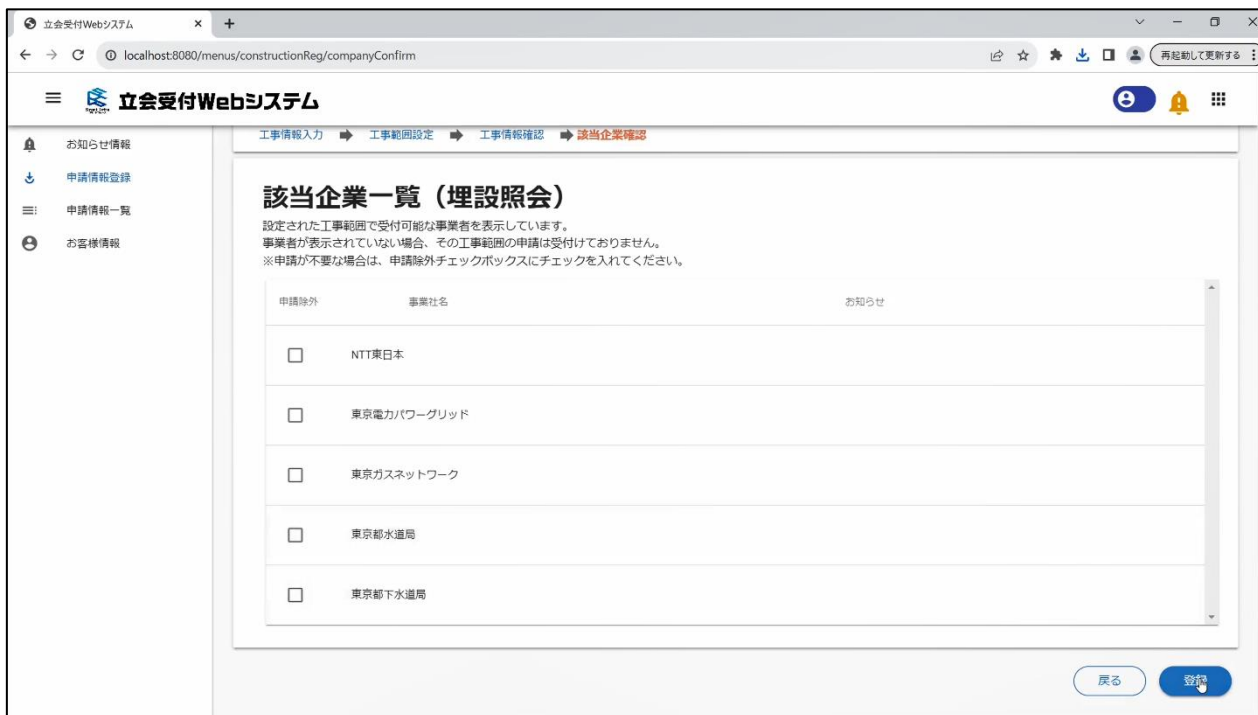 立会受付Webシステム
localhost:8080/menus/constructionReg/companyConfirm
再起動して更新する
立会受付Webシステム
お知らせ情報
申請情報登録
申請情報一覧
お客様情報
工事情報入力 ➡ 工事範囲設定 ➡ 工事情報確認 ➡ 該当企業確認
該当企業一覧（埋設照会）
設定された工事範囲で受付可能な事業者を表示しています。
事業者が表示されていない場合、その工事範囲の申請は受付けておりません。
※申請が不要な場合は、申請除外チェックボックスにチェックを入れてください。
申請除外 事業社名 お知らせ
NTT東日本
東京電力パワーグリッド
東京ガスネットワーク
東京都水道局
東京都下水道局
戻る 登録